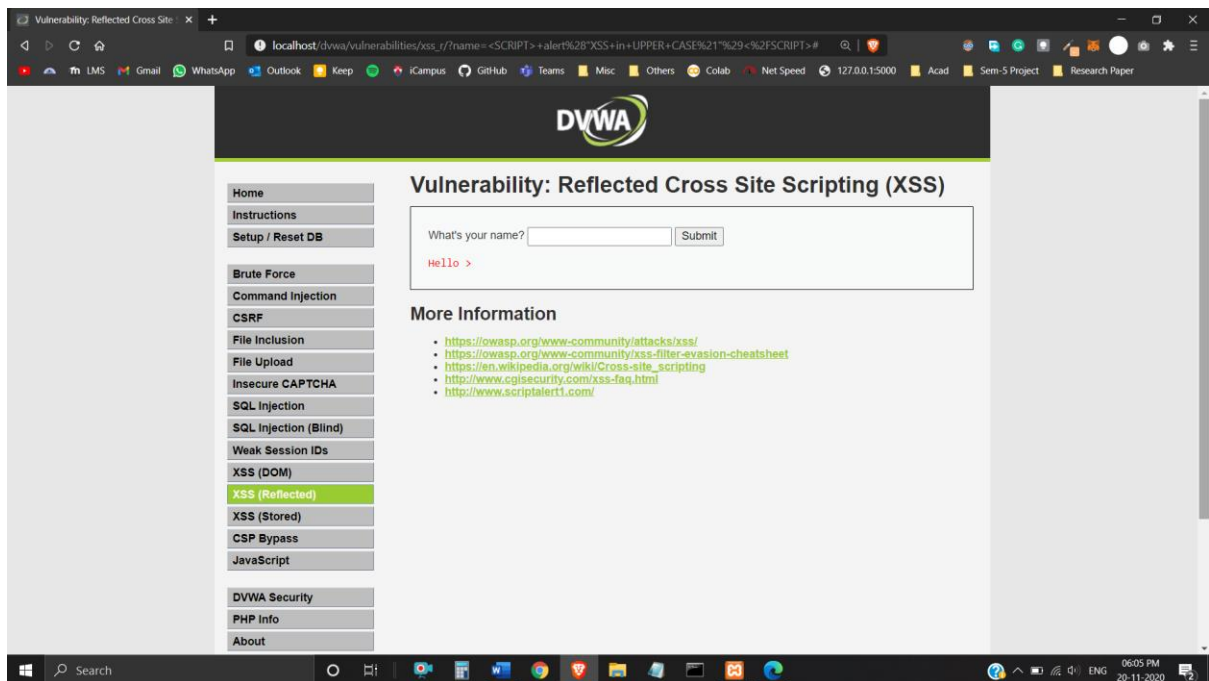 Vulnerability: Reflected Cross Site
localhost/dvwa/vulnerabilities/xss_r/?name=<SCRIPT>+alert%28"XSS+in+UPPER+CASE%21"%29<%2FSCRIPT>#
LMS Gmail WhatsApp Outlook Keep iCampus GitHub Teams Misc Others Colab Net Speed 127.0.0.1:5000 Acad Sem-5 Project Research Paper
DVWA
Home
Instructions
Setup / Reset DB
Brute Force
Command Injection
CSRF
File Inclusion
File Upload
Insecure CAPTCHA
SQL Injection
SQL Injection (Blind)
Weak Session IDs
XSS (DOM)
XSS (Reflected)
XSS (Stored)
CSP Bypass
JavaScript
DVWA Security
PHP Info
About
Vulnerability: Reflected Cross Site Scripting (XSS)
What's your name? Submit
Hello >
More Information
https://owasp.org/www-community/attacks/xss/
https://owasp.org/www-community/xss-filter-evasion-cheatsheet
https://en.wikipedia.org/wiki/Cross-site_scripting
http://www.cgisecurity.com/xss-faq.html
http://www.scriptalert1.com/
Search
ENG
06:05 PM
20-11-2020